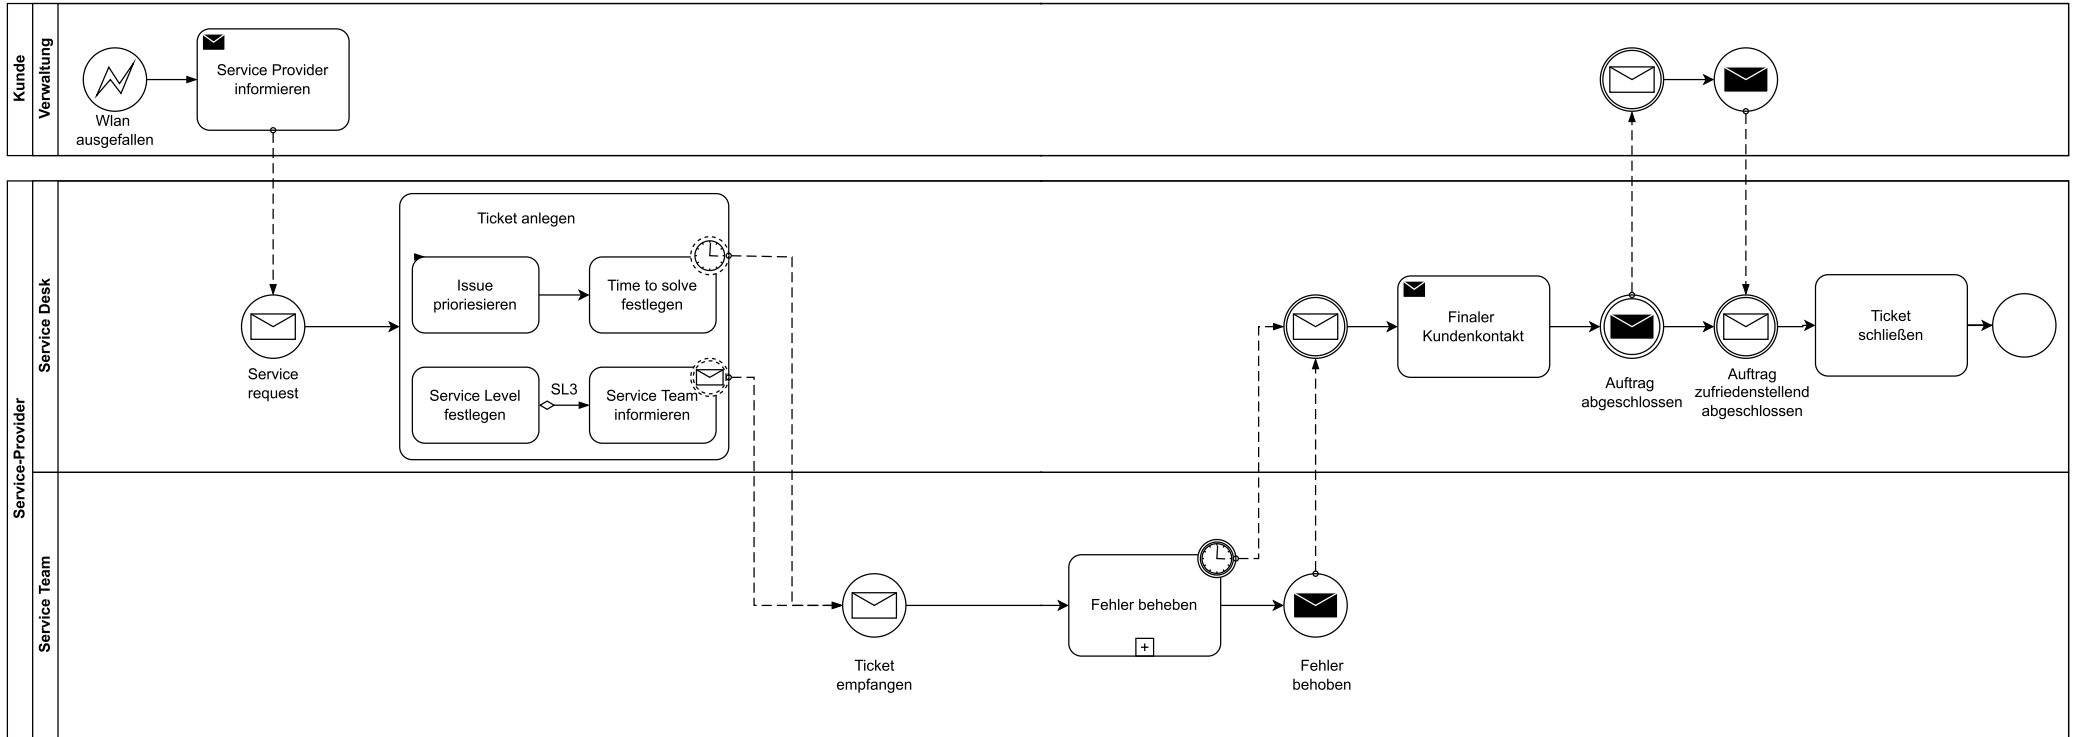 Kunde
Verwaltung
Wlan
ausgefallen
Service Provider
informieren
Service-Provider
Service Desk
Service
request
Ticket anlegen
Issue
prioriesieren
Time to solve
festlegen
Service Level
festlegen
SL3
Service Team
informieren
Finaler
Kundenkontakt
Auftrag
abgeschlossen
Auftrag
zufriedenstellend
abgeschlossen
Ticket
schließen
Service Team
Ticket
empfangen
Fehler beheben
Fehler
behoben